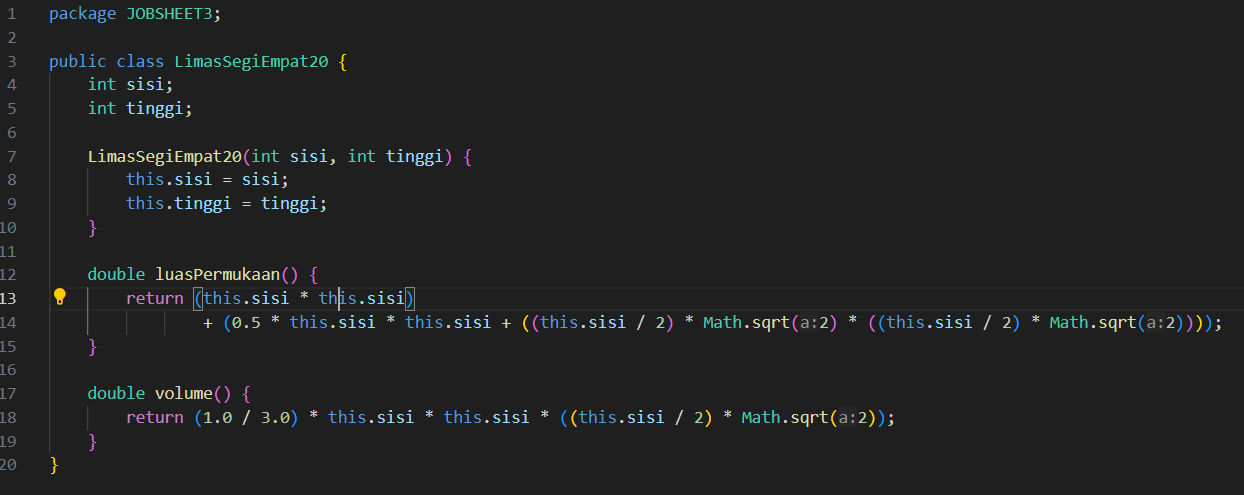 1 package JOBSHEET3;
2
3 public class LimasSegiEmpat20 {
4     int sisi;
5     int tinggi;
6
7     LimasSegiEmpat20(int sisi, int tinggi) {
8         this.sisi = sisi;
9         this.tinggi = tinggi;
10     }
11
12     double luasPermukaan() {
13         return (this.sisi * this.sisi)
14                 + (0.5 * this.sisi * this.sisi + ((this.sisi / 2) * Math.sqrt(a:2) * ((this.sisi / 2) * Math.sqrt(a:2))));
15     }
16
17     double volume() {
18         return (1.0 / 3.0) * this.sisi * this.sisi * ((this.sisi / 2) * Math.sqrt(a:2));
19     }
20 }